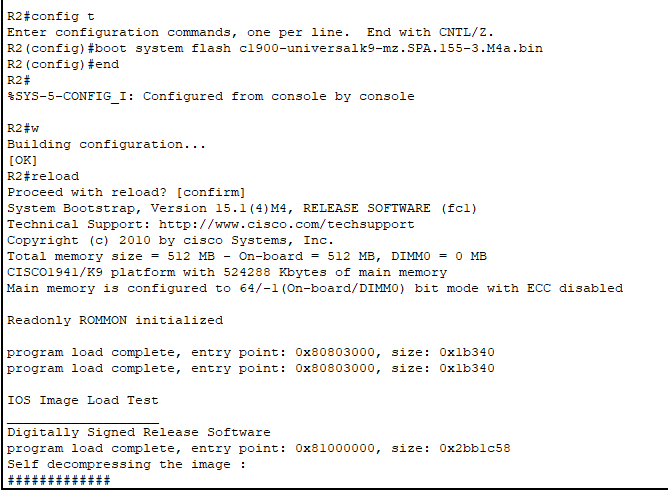 R2#config t
Enter configuration commands, one per line.  End with CNTL/Z.
R2(config)#boot system flash c1900-universalk9-mz.SPA.155-3.M4a.bin
R2(config)#end
R2#
%SYS-5-CONFIG_I: Configured from console by console
R2#w
Building configuration...
[OK]
R2#reload
Proceed with reload? [confirm]
System Bootstrap, Version 15.1(4)M4, RELEASE SOFTWARE (fc1)
Technical Support: http://www.cisco.com/techsupport
Copyright (c) 2010 by cisco Systems, Inc.
Total memory size = 512 MB - On-board = 512 MB, DIMM0 = 0 MB
CISCO1941/K9 platform with 524288 Kbytes of main memory
Main memory is configured to 64/-1(On-board/DIMM0) bit mode with ECC disabled
Readonly ROMMON initialized
program load complete, entry point: 0x80803000, size: 0x1b340
program load complete, entry point: 0x80803000, size: 0x1b340
IOS Image Load Test
___________________
Digitally Signed Release Software
program load complete, entry point: 0x81000000, size: 0x2bb1c58
Self decompressing the image :
#############